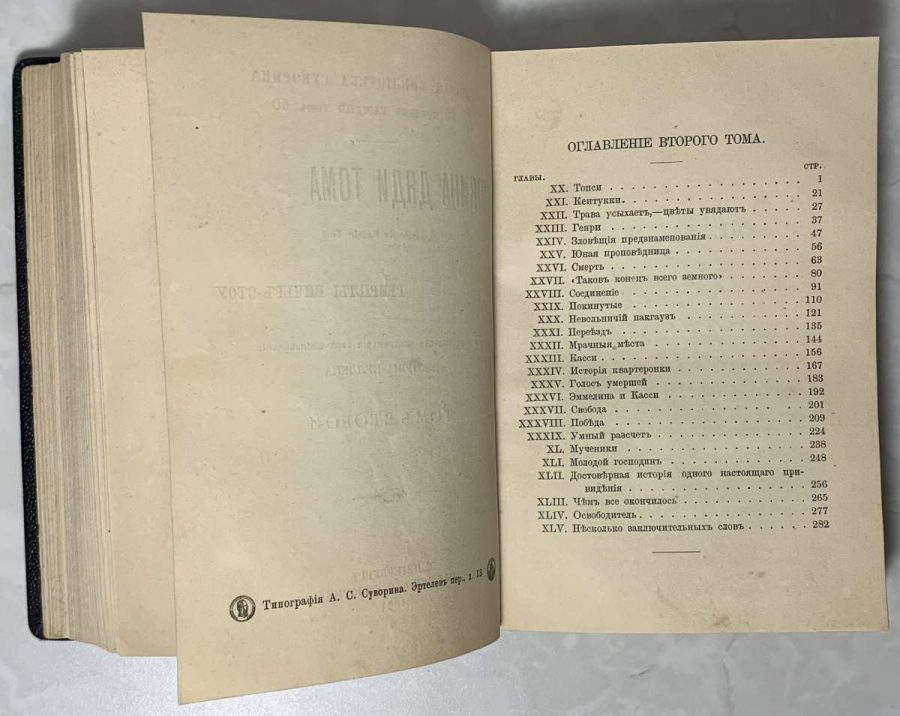 Типографія А. С. Суворина. Эртелевъ пер., д. 13
ОГЛАВЛЕНІЕ ВТОРОГО ТОМА.
ГЛАВЫ. СТР.
XX. Топси 1
XXI. Кентукки 21
XXII. Трава усыхаетъ,—цвѣты увядаютъ 27
XXIII. Генри 37
XXIV. Зловѣщія предзнаменованія 47
XXV. Юная проповѣдница 56
XXVI. Смерть 63
XXVII. «Таковъ конецъ всего земного» 80
XXVIII. Соединеніе 91
XXIX. Покинутые 110
XXX. Невольничій пакгаузъ 121
XXXI. Переѣздъ 135
XXXII. Мрачныя мѣста 144
XXXIII. Касси 156
XXXIV. Исторія квартеронки 167
XXXV. Голосъ умершей 183
XXXVI. Эммелина и Касси 192
XXXVII. Свобода 201
XXXVIII. Побѣда 209
XXXIX. Умный разсчетъ 224
XL. Мученики 238
XLI. Молодой господинъ 248
XLII. Достовѣрная исторія одного настоящаго при-
видѣнія 256
XLIII. Чѣмъ все окончилось 265
XLIV. Освободитель 277
XLV. Нѣсколько заключительныхъ словъ 282